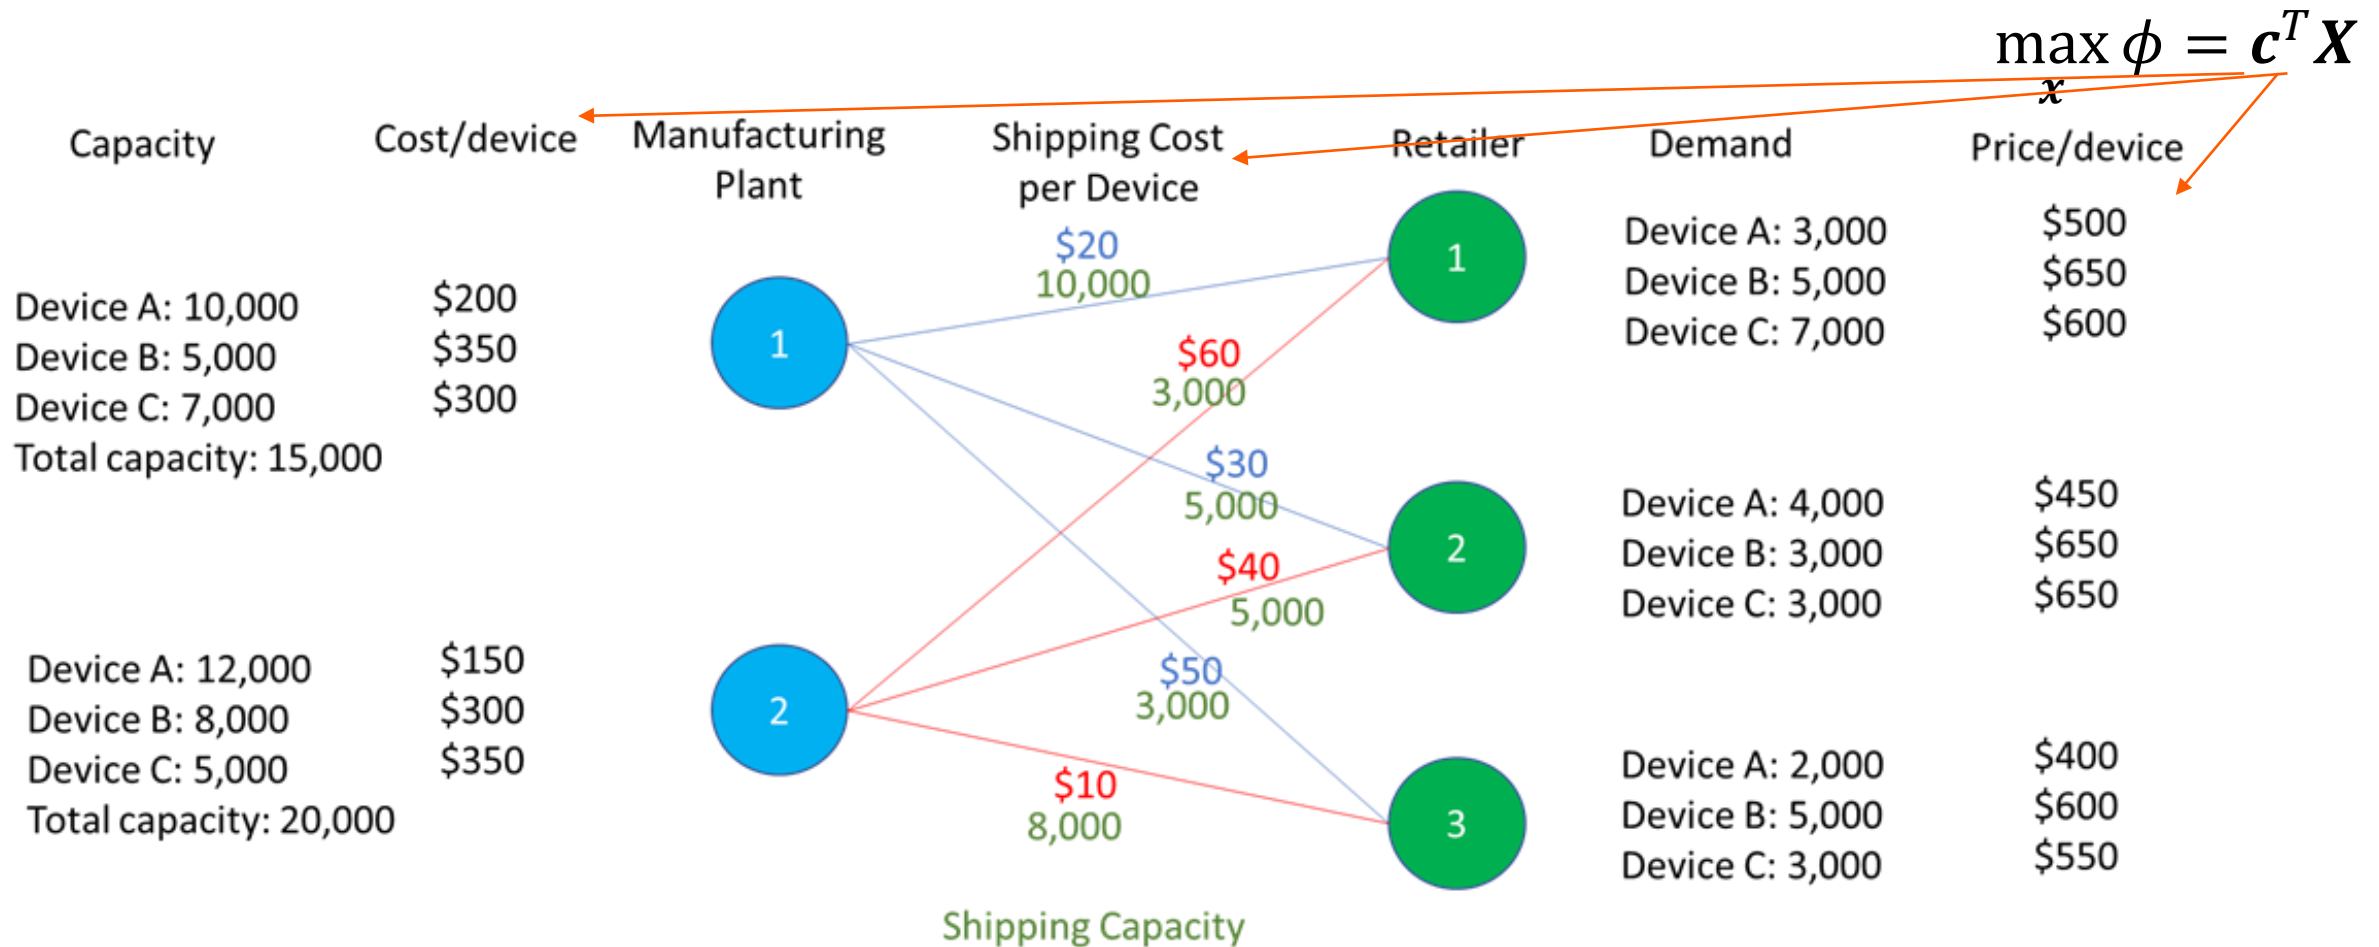 max ϕ = c^T X
x
Capacity
Cost/device
Manufacturing
Plant
Shipping Cost
per Device
Retailer
Demand
Price/device
Device A: 10,000
Device B: 5,000
Device C: 7,000
Total capacity: 15,000
$200
$350
$300
1
Device A: 12,000
Device B: 8,000
Device C: 5,000
Total capacity: 20,000
$150
$300
$350
2
$20
10,000
$60
3,000
$30
5,000
$40
5,000
$50
3,000
$10
8,000
Shipping Capacity
1
Device A: 3,000
Device B: 5,000
Device C: 7,000
$500
$650
$600
2
Device A: 4,000
Device B: 3,000
Device C: 3,000
$450
$650
$650
3
Device A: 2,000
Device B: 5,000
Device C: 3,000
$400
$600
$550